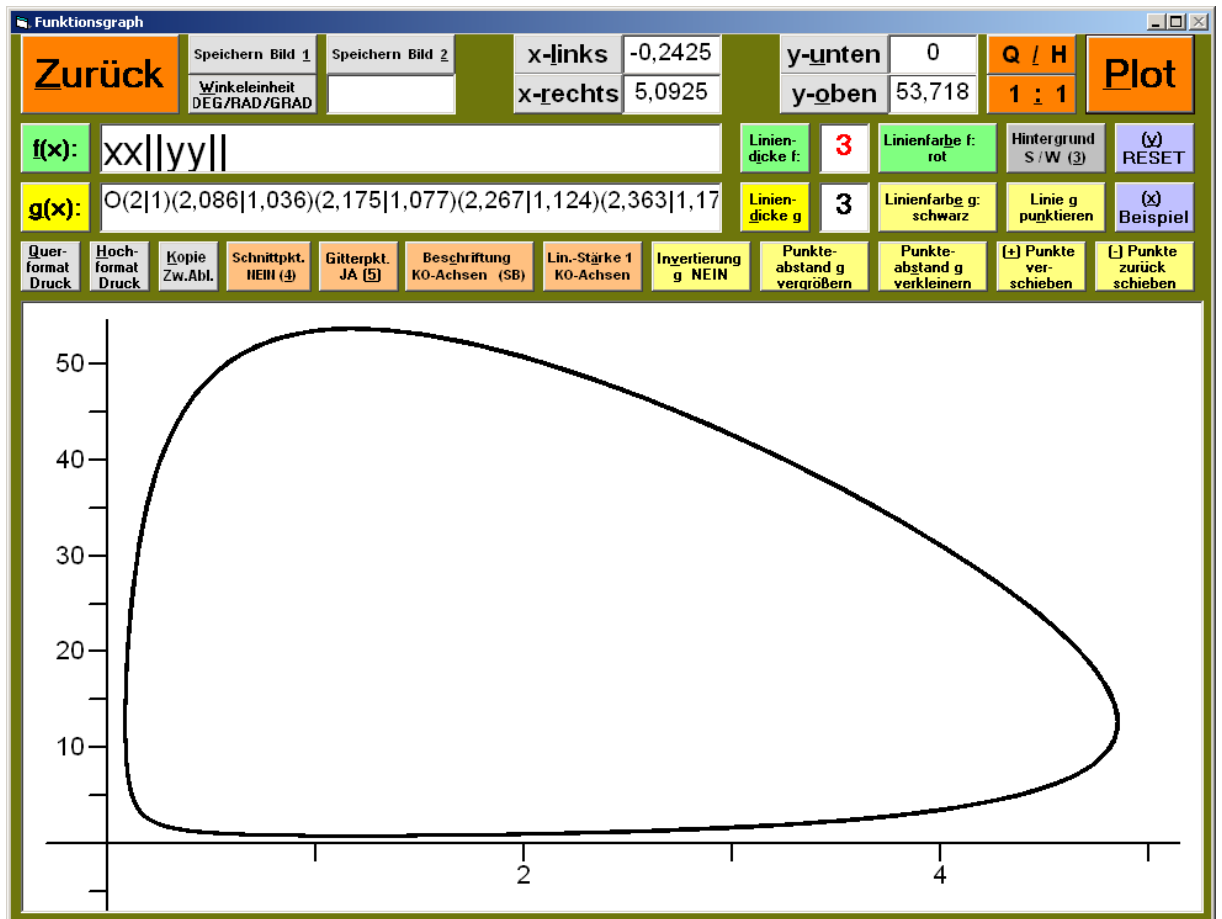 Funktionsgraph
Zurück
Speichern Bild 1
Speichern Bild 2
Winkeleinheit
DEG/RAD/GRAD
x-links -0,2425
x-rechts 5,0925
y-unten 0
y-oben 53,718
Q / H
1 : 1
Plot
f(x): xx||yy||
Linien-
dicke f:
3
Linienfarbe f:
rot
Hintergrund
S / W (3)
(y)
RESET
g(x): O(2|1)(2,086|1,036)(2,175|1,077)(2,267|1,124)(2,363|1,17
Linien-
dicke g
3
Linienfarbe g:
schwarz
Linie g
punktieren
(x)
Beispiel
Quer-
format
Druck
Hoch-
format
Druck
Kopie
Zw.Abl.
Schnittpkt.
NEIN (4)
Gitterpkt.
JA (5)
Beschriftung
KO-Achsen (SB)
Lin.-Stärke 1
KO-Achsen
Invertierung
g NEIN
Punkte-
abstand g
vergrößern
Punkte-
abstand g
verkleinern
(+) Punkte
ver-
schieben
(-) Punkte
zurück
schieben
50
40
30
20
10
2
4